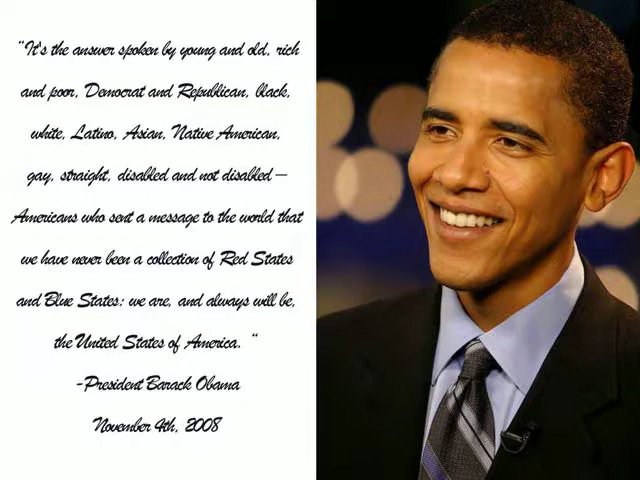 "It's the answer spoken by young and old, rich
and poor, Democrat and Republican, black,
white, Latino, Asian, Native American,
gay, straight, disabled and not disabled —
Americans who sent a message to the world that
we have never been a collection of Red States
and Blue States: we are, and always will be,
the United States of America. "
-President Barack Obama
November 4th, 2008